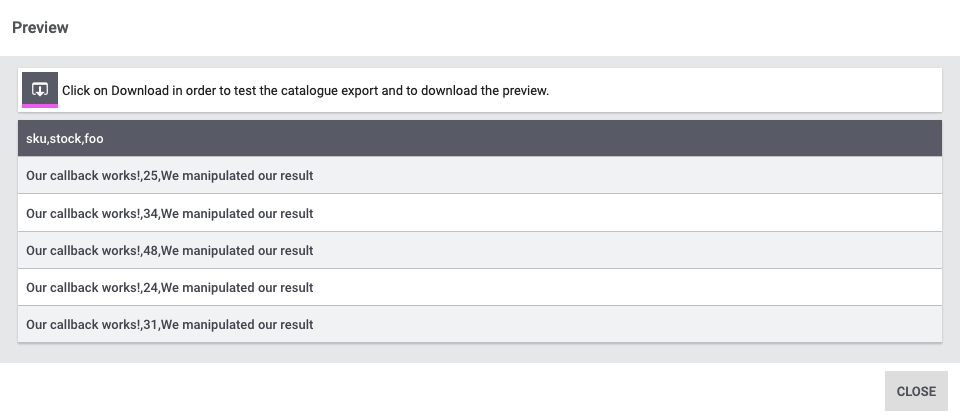 Preview
Click on Download in order to test the catalogue export and to download the preview.
sku,stock,foo
Our callback works!,25,We manipulated our result
Our callback works!,34,We manipulated our result
Our callback works!,48,We manipulated our result
Our callback works!,24,We manipulated our result
Our callback works!,31,We manipulated our result
CLOSE